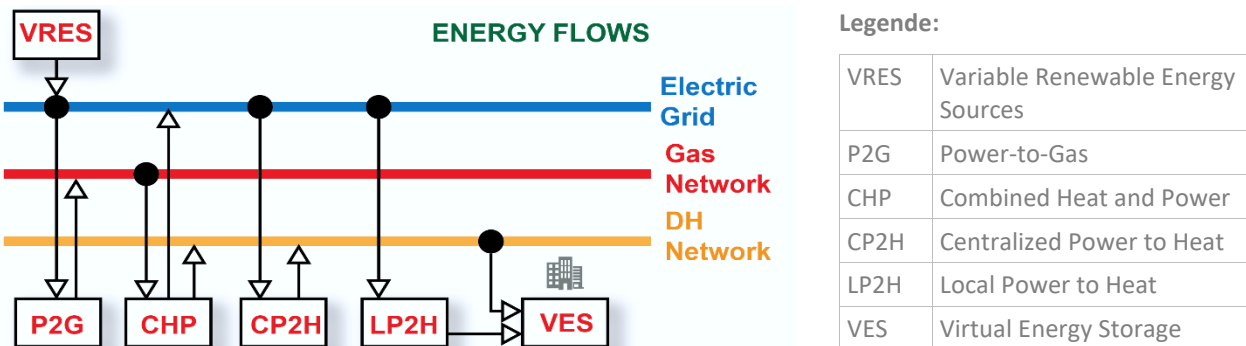 VRES
ENERGY FLOWS
Electric
Grid
Gas
Network
DH
Network
P2G
CHP
CP2H
LP2H
VES
Legende:
VRES Variable Renewable Energy
Sources
P2G Power-to-Gas
CHP Combined Heat and Power
CP2H Centralized Power to Heat
LP2H Local Power to Heat
VES Virtual Energy Storage